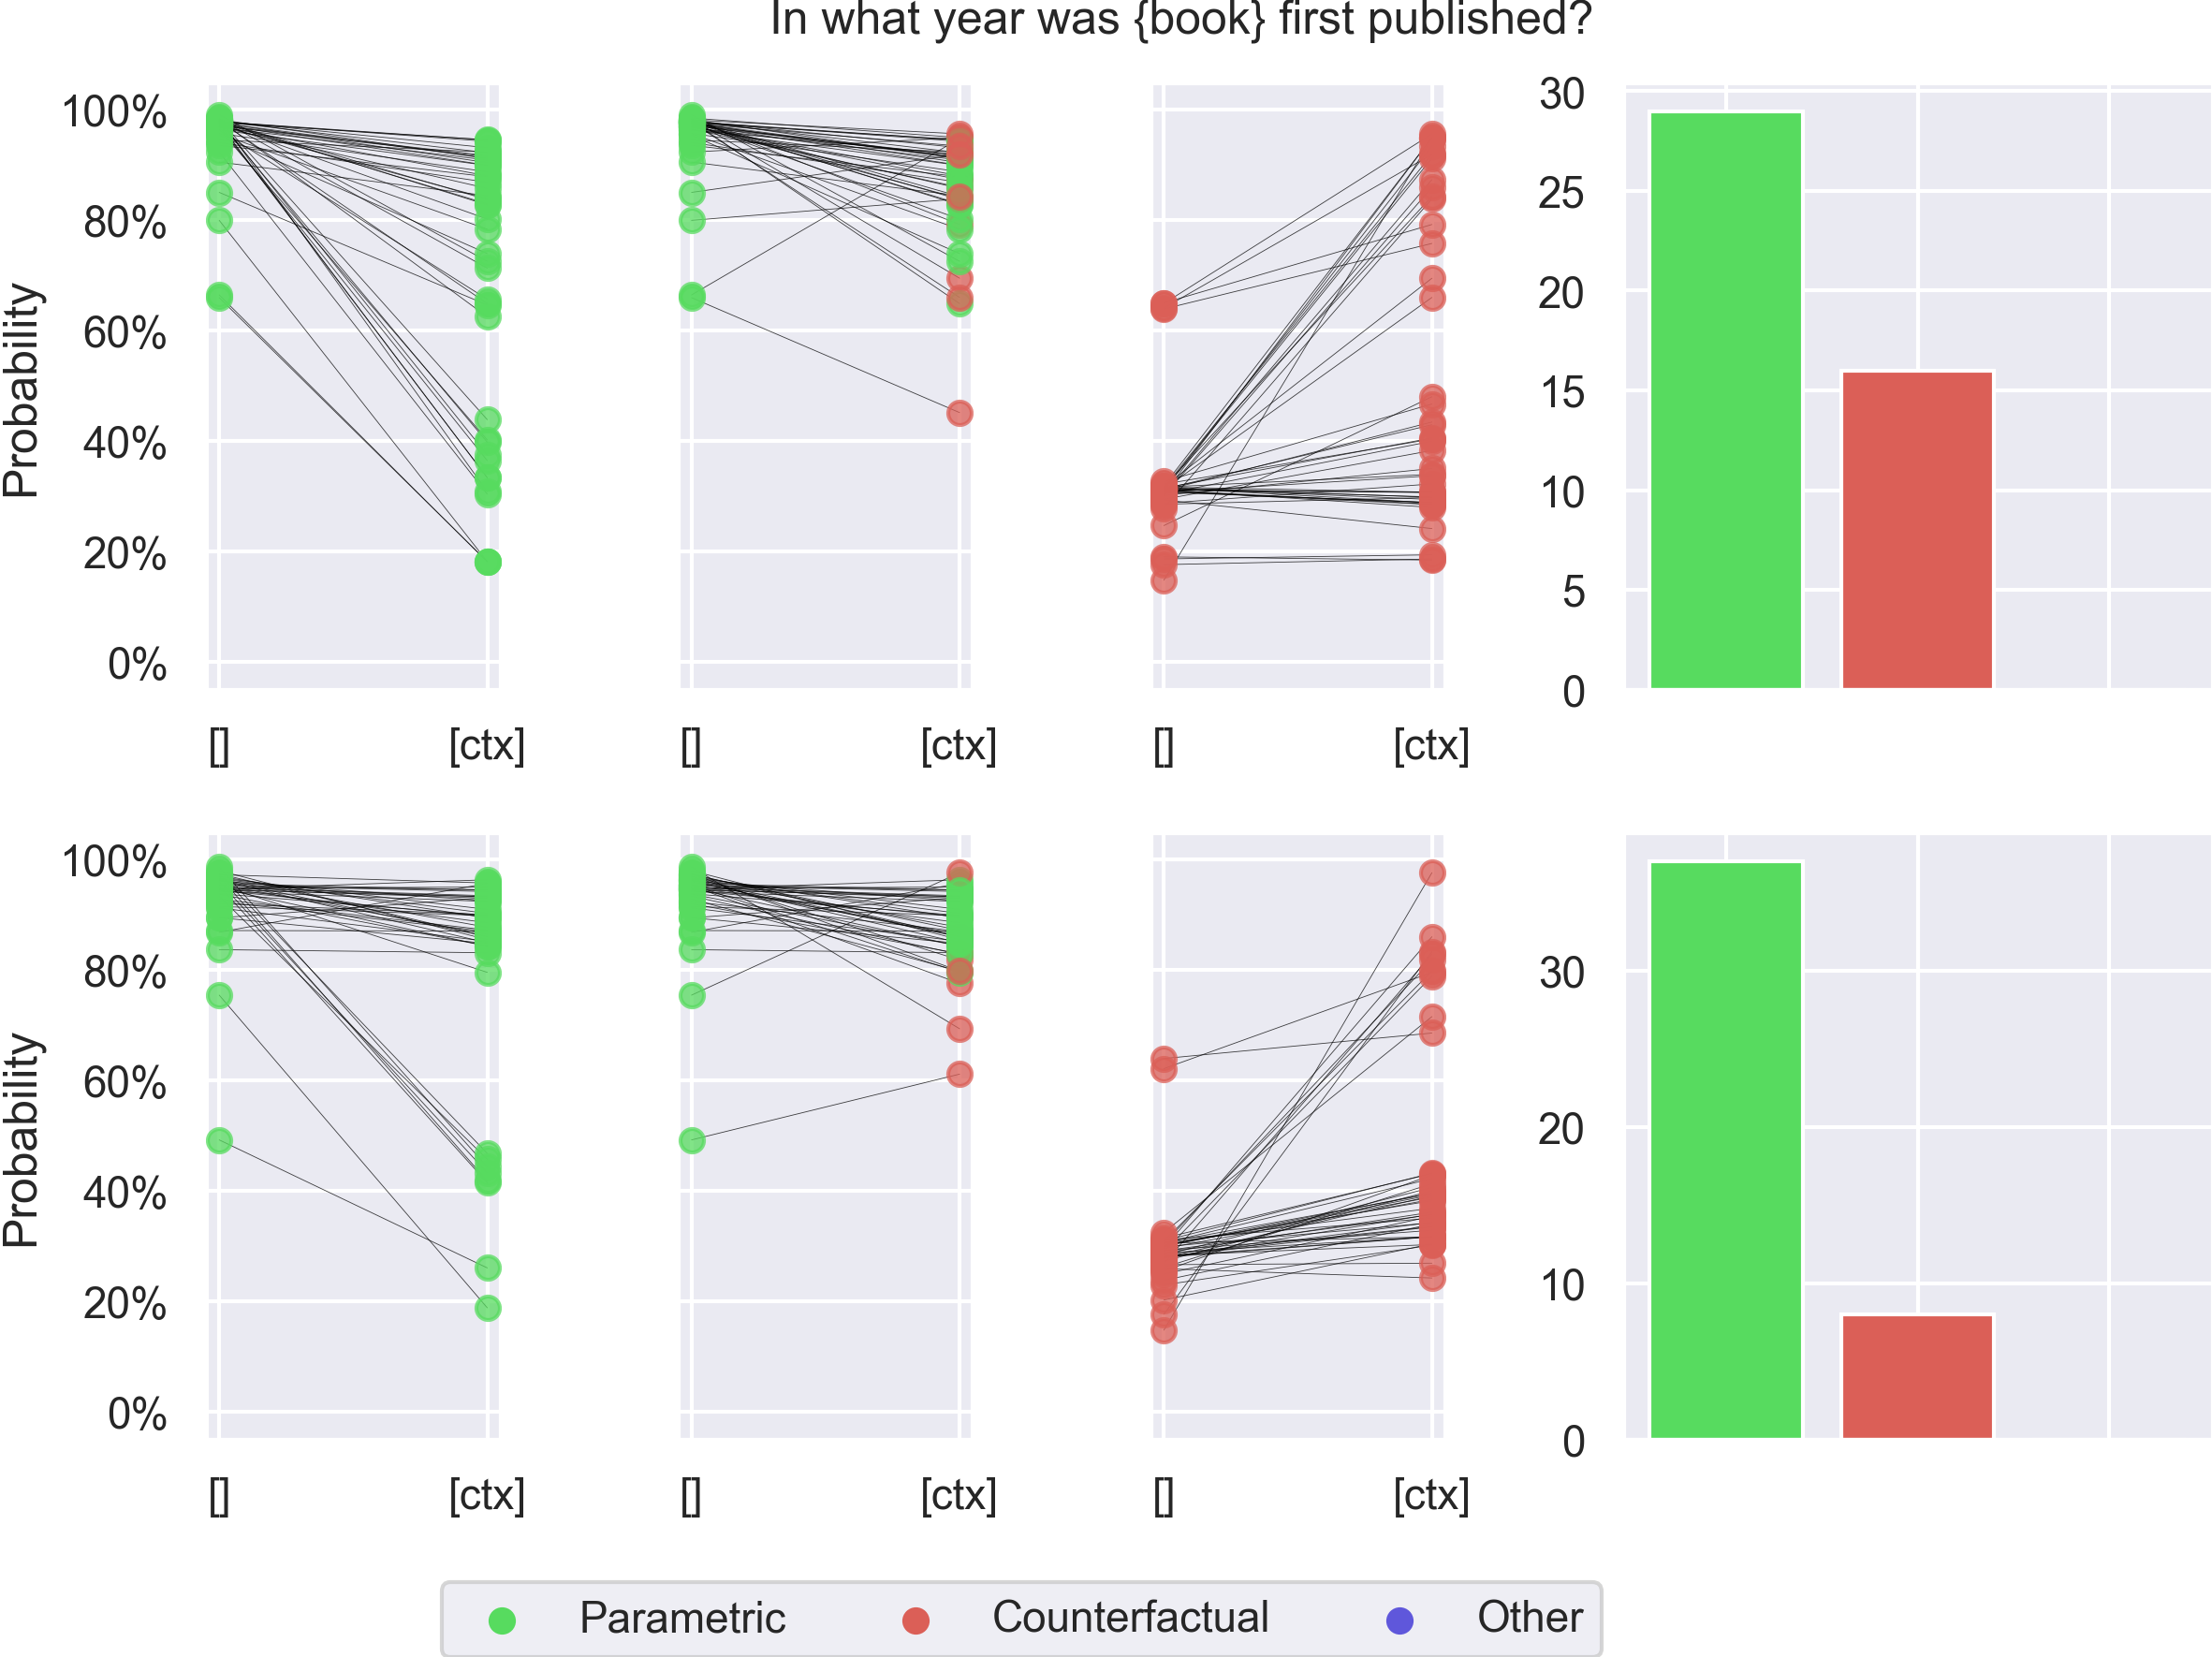 In what year was {book} first published?
Probability
100%
80%
60%
40%
20%
0%
[]
[ctx]
[]
[ctx]
[]
[ctx]
30
25
20
15
10
5
0
Probability
100%
80%
60%
40%
20%
0%
[]
[ctx]
[]
[ctx]
[]
[ctx]
30
20
10
0
Parametric
Counterfactual
Other